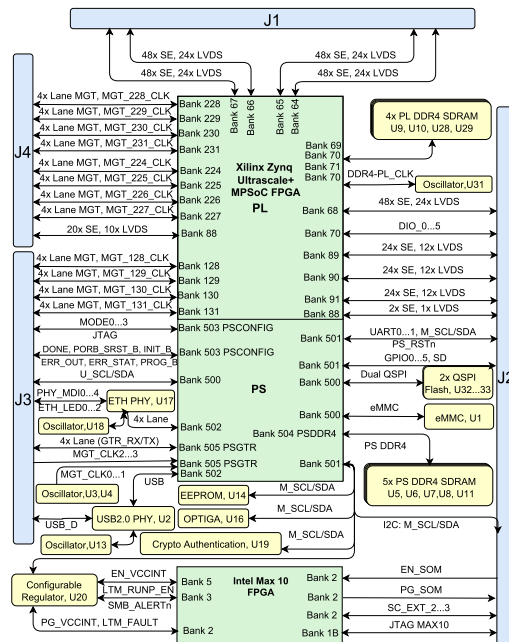 J1
48x SE, 24x LVDS
48x SE, 24x LVDS
48x SE, 24x LVDS
48x SE, 24x LVDS
Bank 67
Bank 66
Bank 65
Bank 64
J4
4x Lane MGT, MGT_228_CLK
Bank 228
4x Lane MGT, MGT_229_CLK
Bank 229
4x Lane MGT, MGT_230_CLK
Bank 230
4x Lane MGT, MGT_231_CLK
Bank 231
4x Lane MGT, MGT_224_CLK
Bank 224
4x Lane MGT, MGT_225_CLK
Bank 225
4x Lane MGT, MGT_226_CLK
Bank 226
4x Lane MGT, MGT_227_CLK
Bank 227
20x SE, 10x LVDS
Bank 88
Xilinx Zynq
Ultrascale+
MPSoC FPGA
PL
Bank 69
Bank 70
Bank 71
Bank 70
4x PL DDR4 SDRAM
U9, U10, U28, U29
DDR4-PL_CLK
Oscillator,U31
Bank 68
48x SE, 24x LVDS
Bank 70
DIO_0...5
Bank 89
24x SE, 12x LVDS
Bank 90
24x SE, 12x LVDS
Bank 91
24x SE, 12x LVDS
Bank 88
2x SE, 1x LVDS
J2
J3
4x Lane MGT, MGT_128_CLK
Bank 128
4x Lane MGT, MGT_129_CLK
Bank 129
4x Lane MGT, MGT_130_CLK
Bank 130
4x Lane MGT, MGT_131_CLK
Bank 131
MODE0...3
Bank 503 PSCONFIG
JTAG
DONE, PORB_SRST_B, INIT_B
Bank 503 PSCONFIG
ERR_OUT, ERR_STAT, PROG_B
U_SCL/SDA
Bank 500
PHY_MDI0...4
ETH PHY, U17
ETH_LED0...2
Oscillator,U18
4x Lane
Bank 502
4x Lane (GTR_RX/TX)
Bank 505 PSGTR
MGT_CLK2...3
Bank 505 PSGTR
MGT_CLK0...1
Bank 502
Oscillator,U3,U4
USB
USB2.0 PHY, U2
USB_D
Oscillator,U13
PS
Bank 501
UART0...1, M_SCL/SDA
PS_RSTn
Bank 501
GPIO0...5, SD
Bank 500
Dual QSPI
2x QSPI
Flash, U32...33
Bank 500
eMMC
eMMC, U1
Bank 504 PSDDR4
PS DDR4
5x PS DDR4 SDRAM
U5, U6, U7,U8, U11
Bank 501
EEPROM, U14
M_SCL/SDA
OPTIGA, U16
M_SCL/SDA
Crypto Authentication, U19
M_SCL/SDA
I2C: M_SCL/SDA
Configurable
Regulator, U20
EN_VCCINT
Bank 5
LTM_RUNP_EN
Bank 3
SMB_ALERTn
PG_VCCINT, LTM_FAULT
Bank 2
Intel Max 10
FPGA
Bank 2
EN_SOM
Bank 2
PG_SOM
Bank 2
SC_EXT_2...3
Bank 1B
JTAG MAX10